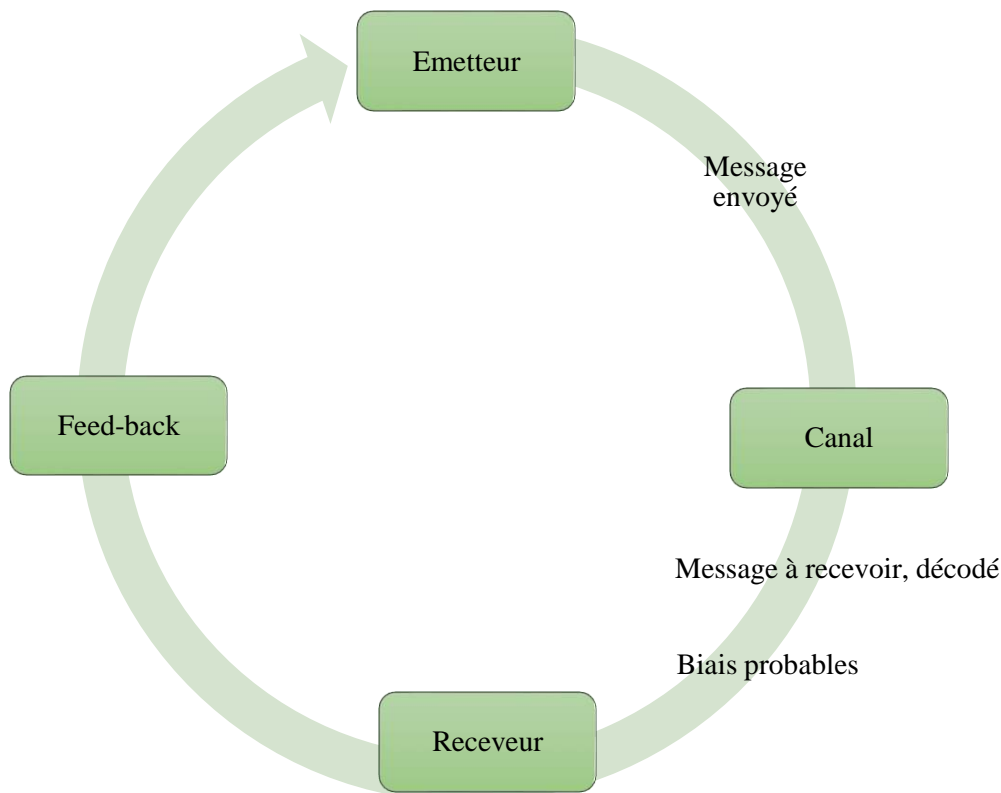 Emetteur
Message
envoyé
Feed-back
Canal
Message à recevoir, décodé
Biais probables
Receveur